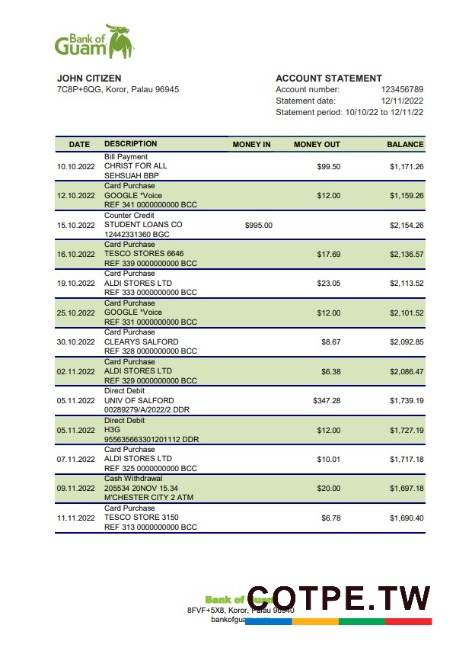 Bank of
Guam
JOHN CITIZEN
7C8P+6QG, Koror, Palau 96945
ACCOUNT STATEMENT
Account number: 123456789
Statement date: 12/11/2022
Statement period: 10/10/22 to 12/11/22
DATE DESCRIPTION MONEY IN MONEY OUT BALANCE
Bill Payment
10.10.2022 CHRIST FOR ALL $99.50 $1,171.26
SEHSUAH BBP
Card Purchase
12.10.2022 GOOGLE *Voice $12.00 $1,159.26
REF 341 0000000000 BCC
Counter Credit
15.10.2022 STUDENT LOANS CO $995.00 $2,154.26
12442331360 BGC
Card Purchase
16.10.2022 TESCO STORES 6646 $17.69 $2,136.57
REF 339 0000000000 BCC
Card Purchase
19.10.2022 ALDI STORES LTD $23.05 $2,113.52
REF 333 0000000000 BCC
Card Purchase
25.10.2022 GOOGLE *Voice $12.00 $2,101.52
REF 331 0000000000 BCC
Card Purchase
30.10.2022 CLEARYS SALFORD $8.67 $2,092.85
REF 328 0000000000 BCC
Card Purchase
02.11.2022 ALDI STORES LTD $6.38 $2,086.47
REF 329 0000000000 BCC
Direct Debit
05.11.2022 UNIV OF SALFORD $347.28 $1,739.19
00289279/A/2022/2 DDR
Direct Debit
05.11.2022 H3G $12.00 $1,727.19
955635663301201112 DDR
Card Purchase
07.11.2022 ALDI STORES LTD $10.01 $1,717.18
REF 325 0000000000 BCC
Cash Withdrawal
09.11.2022 205534 20NOV 15.34 $20.00 $1,697.18
M'CHESTER CITY 2 ATM
Card Purchase
11.11.2022 TESCO STORE 3150 $6.78 $1,690.40
REF 313 0000000000 BCC
Bank of Guam
8FVF+5X8, Koror, Palau 96940
COTPE.TW